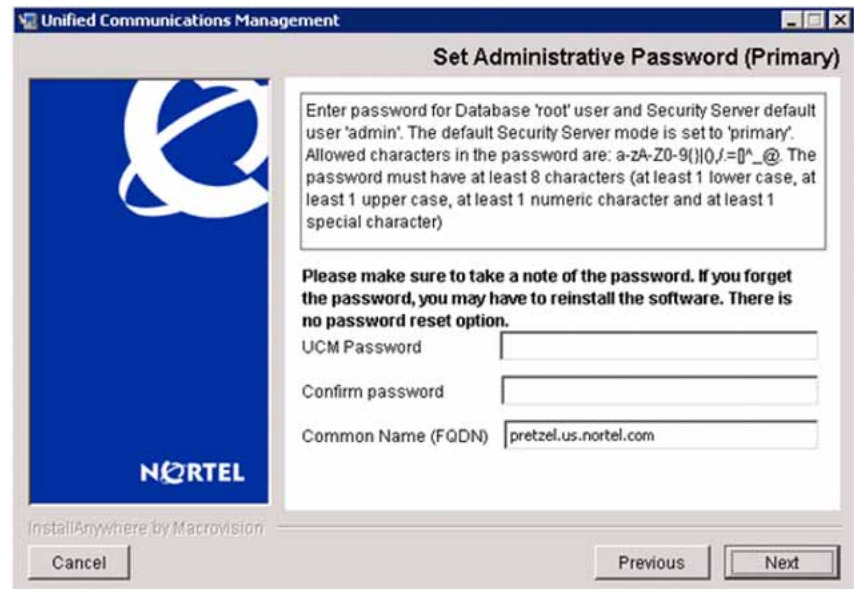 Unified Communications Management
Set Administrative Password (Primary)
Enter password for Database 'root' user and Security Server default
user 'admin'. The default Security Server mode is set to 'primary'.
Allowed characters in the password are: a-zA-Z0-9{}|(),/.=[]^_@. The
password must have at least 8 characters (at least 1 lower case, at
least 1 upper case, at least 1 numeric character and at least 1
special character)
Please make sure to take a note of the password. If you forget
the password, you may have to reinstall the software. There is
no password reset option.
UCM Password
Confirm password
Common Name (FQDN) pretzel.us.nortel.com
NORTEL
InstallAnywhere by Macrovision
Cancel Previous Next